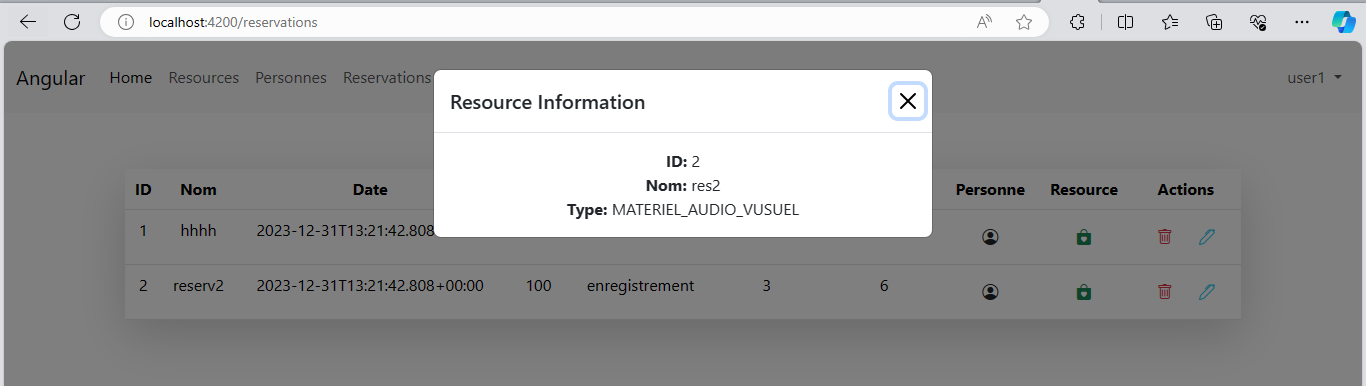 localhost:4200/reservations
Angular Home Resources Personnes Reservations user1
Resource Information
ID: 2
Nom: res2
Type: MATERIEL_AUDIO_VUSUEL
ID Nom Date Personne Resource Actions
1 hhhh 2023-12-31T13:21:42.808
2 reserv2 2023-12-31T13:21:42.808+00:00 100 enregistrement 3 6